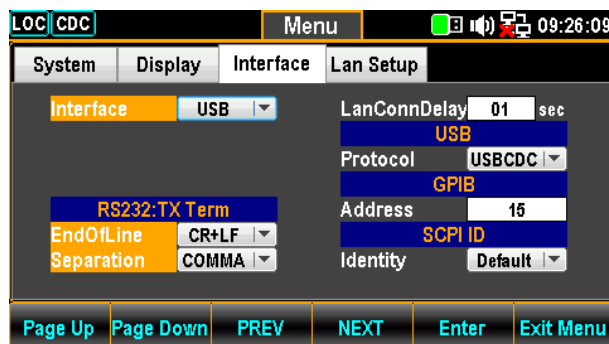 LOC CDC Menu 09:26:09
System Display Interface Lan Setup
Interface USB
LanConnDelay 01 sec
USB
Protocol USBCDC
GPIB
RS232:TX Term
Address 15
EndOfLine CR+LF
SCPI ID
Separation COMMA
Identity Default
Page Up Page Down PREV NEXT Enter Exit Menu